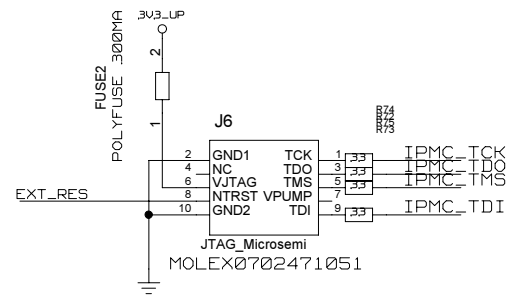 3V3_UP
2
FUSE2
POLYFUSE .300MA
1
J6
R74
R72
R75
R73
2 GND1 TCK 1 33 IPMC_TCK
4 NC TDO 3 33 IPMC_TDO
6 VJTAG TMS 5 33 IPMC_TMS
EXT_RES 8 NTRST VPUMP 7
10 GND2 TDI 9 33 IPMC_TDI
JTAG_Microsemi
MOLEX0702471051